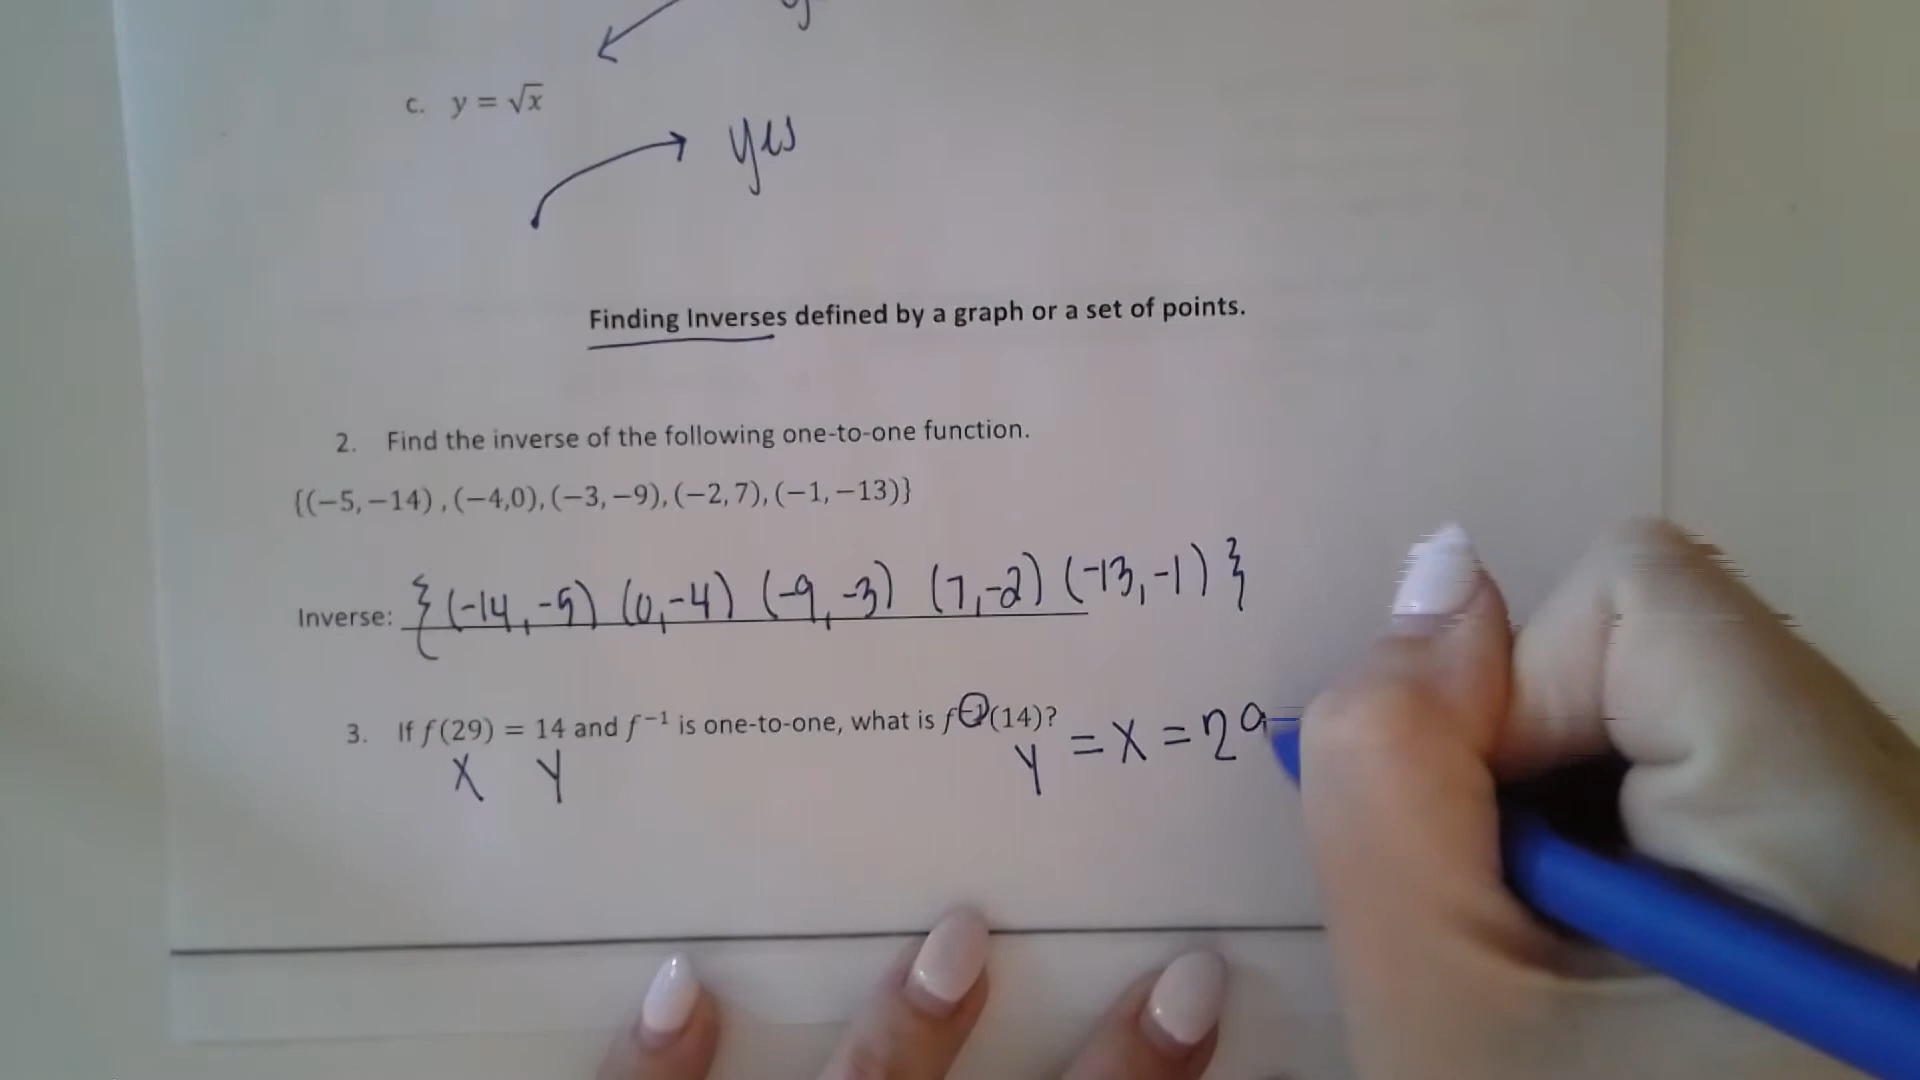 c. y = √x
yes
Finding Inverses defined by a graph or a set of points.
2. Find the inverse of the following one-to-one function.
{(−5, −14) , (−4,0), (−3, −9), (−2, 7), (−1, −13)}
Inverse: {(-14, -5) (0, -4) (-9, -3) (7, -2) (-13, -1) }
3. If f(29) = 14 and f⁻¹ is one-to-one, what is f⁻¹(14)?
X Y Y = X = 29